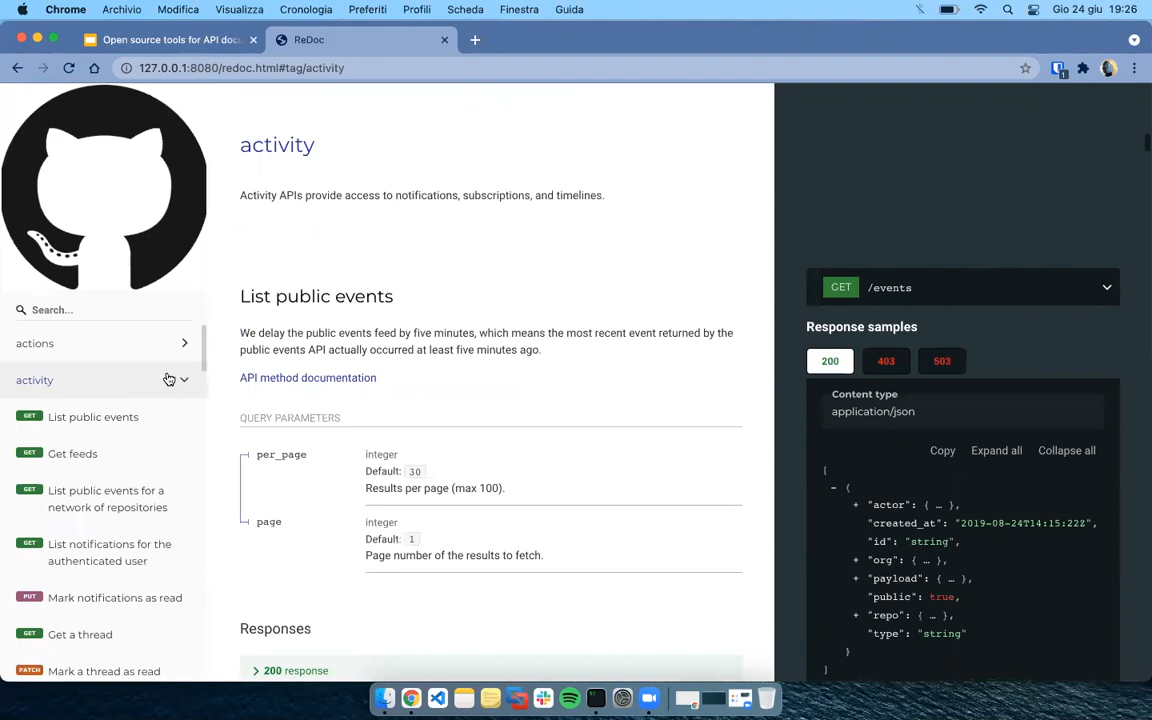 Chrome Archivio Modifica Visualizza Cronologia Preferiti Profili Scheda Finestra Guida Gio 24 giu 19:26
Open source tools for API docu ReDoc
127.0.0.1:8080/redoc.html#tag/activity
1
Search...
actions
activity
GET List public events
GET Get feeds
GET List public events for a
network of repositories
GET List notifications for the
authenticated user
PUT Mark notifications as read
GET Get a thread
PATCH Mark a thread as read
activity
Activity APIs provide access to notifications, subscriptions, and timelines.
List public events
We delay the public events feed by five minutes, which means the most recent event returned by the
public events API actually occurred at least five minutes ago.
API method documentation
QUERY PARAMETERS
per_page integer
Default: 30
Results per page (max 100).
page integer
Default: 1
Page number of the results to fetch.
Responses
200 response
GET /events
Response samples
200 403 503
Content type
application/json
Copy Expand all Collapse all
[
- {
+ "actor": { … },
"created_at": "2019-08-24T14:15:22Z",
"id": "string",
+ "org": { … },
+ "payload": { … },
"public": true,
+ "repo": { … },
"type": "string"
}
]